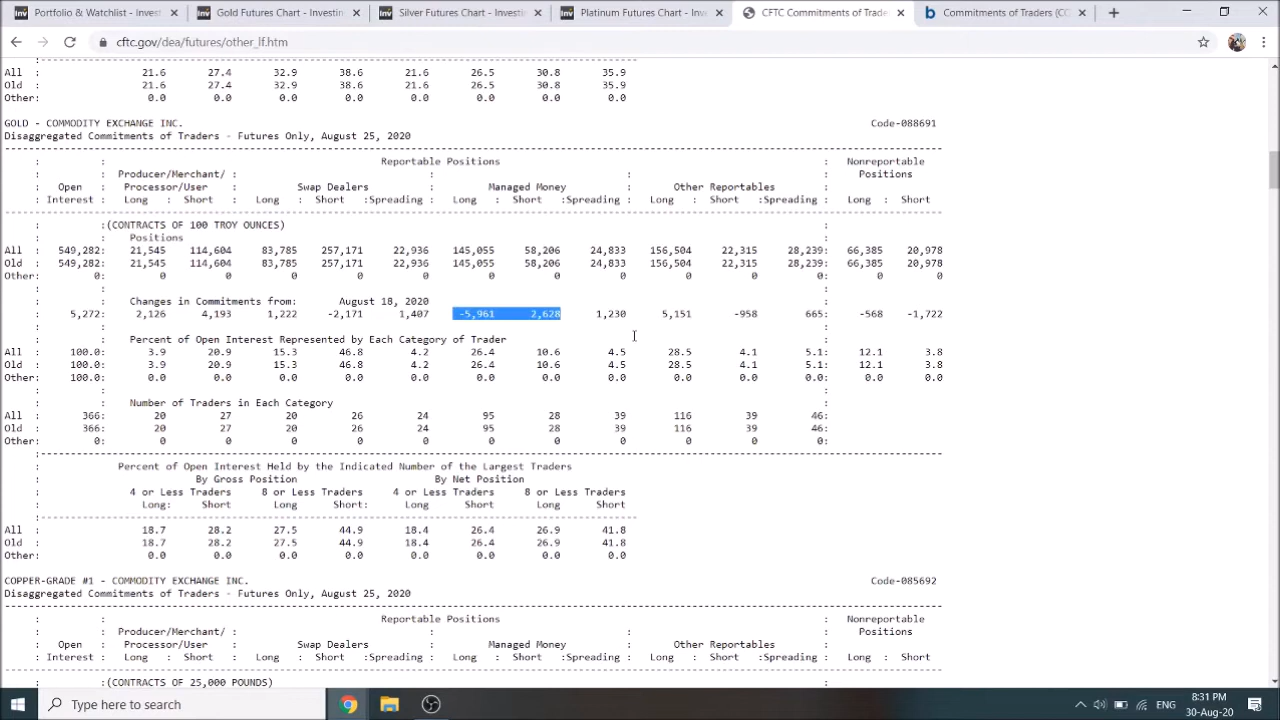 Portfolio & Watchlist - Invest × Gold Futures Chart - Investin × Silver Futures Chart - Investi × Platinum Futures Chart - Inve × CFTC Commitments of Trade × Commitments of Traders (CC × +
cftc.gov/dea/futures/other_lf.htm
All : 21.6 27.4 32.9 38.6 21.6 26.5 30.8 35.9
Old : 21.6 27.4 32.9 38.6 21.6 26.5 30.8 35.9
Other: 0.0 0.0 0.0 0.0 0.0 0.0 0.0 0.0
GOLD - COMMODITY EXCHANGE INC. Code-088691
Disaggregated Commitments of Traders - Futures Only, August 25, 2020
: : Reportable Positions : Nonreportable
: : Producer/Merchant/ : : : : Positions
: Open : Processor/User : Swap Dealers : Managed Money : Other Reportables :
: Interest : Long : Short : Long : Short :Spreading : Long : Short :Spreading : Long : Short :Spreading : Long : Short
: :(CONTRACTS OF 100 TROY OUNCES) :
: : Positions :
All : 549,282: 21,545 114,604 83,785 257,171 22,936 145,055 58,206 24,833 156,504 22,315 28,239: 66,385 20,978
Old : 549,282: 21,545 114,604 83,785 257,171 22,936 145,055 58,206 24,833 156,504 22,315 28,239: 66,385 20,978
Other: 0: 0 0 0 0 0 0 0 0 0 0 0: 0 0
: : Changes in Commitments from: August 18, 2020 :
: 5,272: 2,126 4,193 1,222 -2,171 1,407 -5,961 2,628 1,230 5,151 -958 665: -568 -1,722
: : Percent of Open Interest Represented by Each Category of Trader :
All : 100.0: 3.9 20.9 15.3 46.8 4.2 26.4 10.6 4.5 28.5 4.1 5.1: 12.1 3.8
Old : 100.0: 3.9 20.9 15.3 46.8 4.2 26.4 10.6 4.5 28.5 4.1 5.1: 12.1 3.8
Other: 100.0: 0.0 0.0 0.0 0.0 0.0 0.0 0.0 0.0 0.0 0.0 0.0: 0.0 0.0
: : Number of Traders in Each Category :
All : 366: 20 27 20 26 24 95 28 39 116 39 46:
Old : 366: 20 27 20 26 24 95 28 39 116 39 46:
Other: 0: 0 0 0 0 0 0 0 0 0 0 0:
: Percent of Open Interest Held by the Indicated Number of the Largest Traders
: By Gross Position By Net Position
: 4 or Less Traders 8 or Less Traders 4 or Less Traders 8 or Less Traders
: Long: Short Long Short: Long Short Long Short
All : 18.7 28.2 27.5 44.9 18.4 26.4 26.9 41.8
Old : 18.7 28.2 27.5 44.9 18.4 26.4 26.9 41.8
Other: 0.0 0.0 0.0 0.0 0.0 0.0 0.0 0.0
COPPER-GRADE #1 - COMMODITY EXCHANGE INC. Code-085692
Disaggregated Commitments of Traders - Futures Only, August 25, 2020
: : Reportable Positions : Nonreportable
: : Producer/Merchant/ : : : : Positions
: Open : Processor/User : Swap Dealers : Managed Money : Other Reportables :
: Interest : Long : Short : Long : Short :Spreading : Long : Short :Spreading : Long : Short :Spreading : Long : Short
: :(CONTRACTS OF 25,000 POUNDS) :
Type here to search
ENG
8:31 PM
30-Aug-20